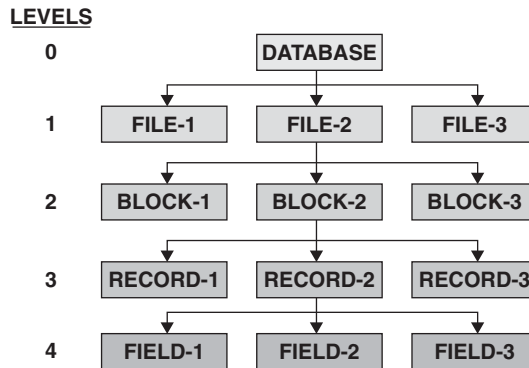 LEVELS
0 DATABASE
1 FILE-1 FILE-2 FILE-3
2 BLOCK-1 BLOCK-2 BLOCK-3
3 RECORD-1 RECORD-2 RECORD-3
4 FIELD-1 FIELD-2 FIELD-3